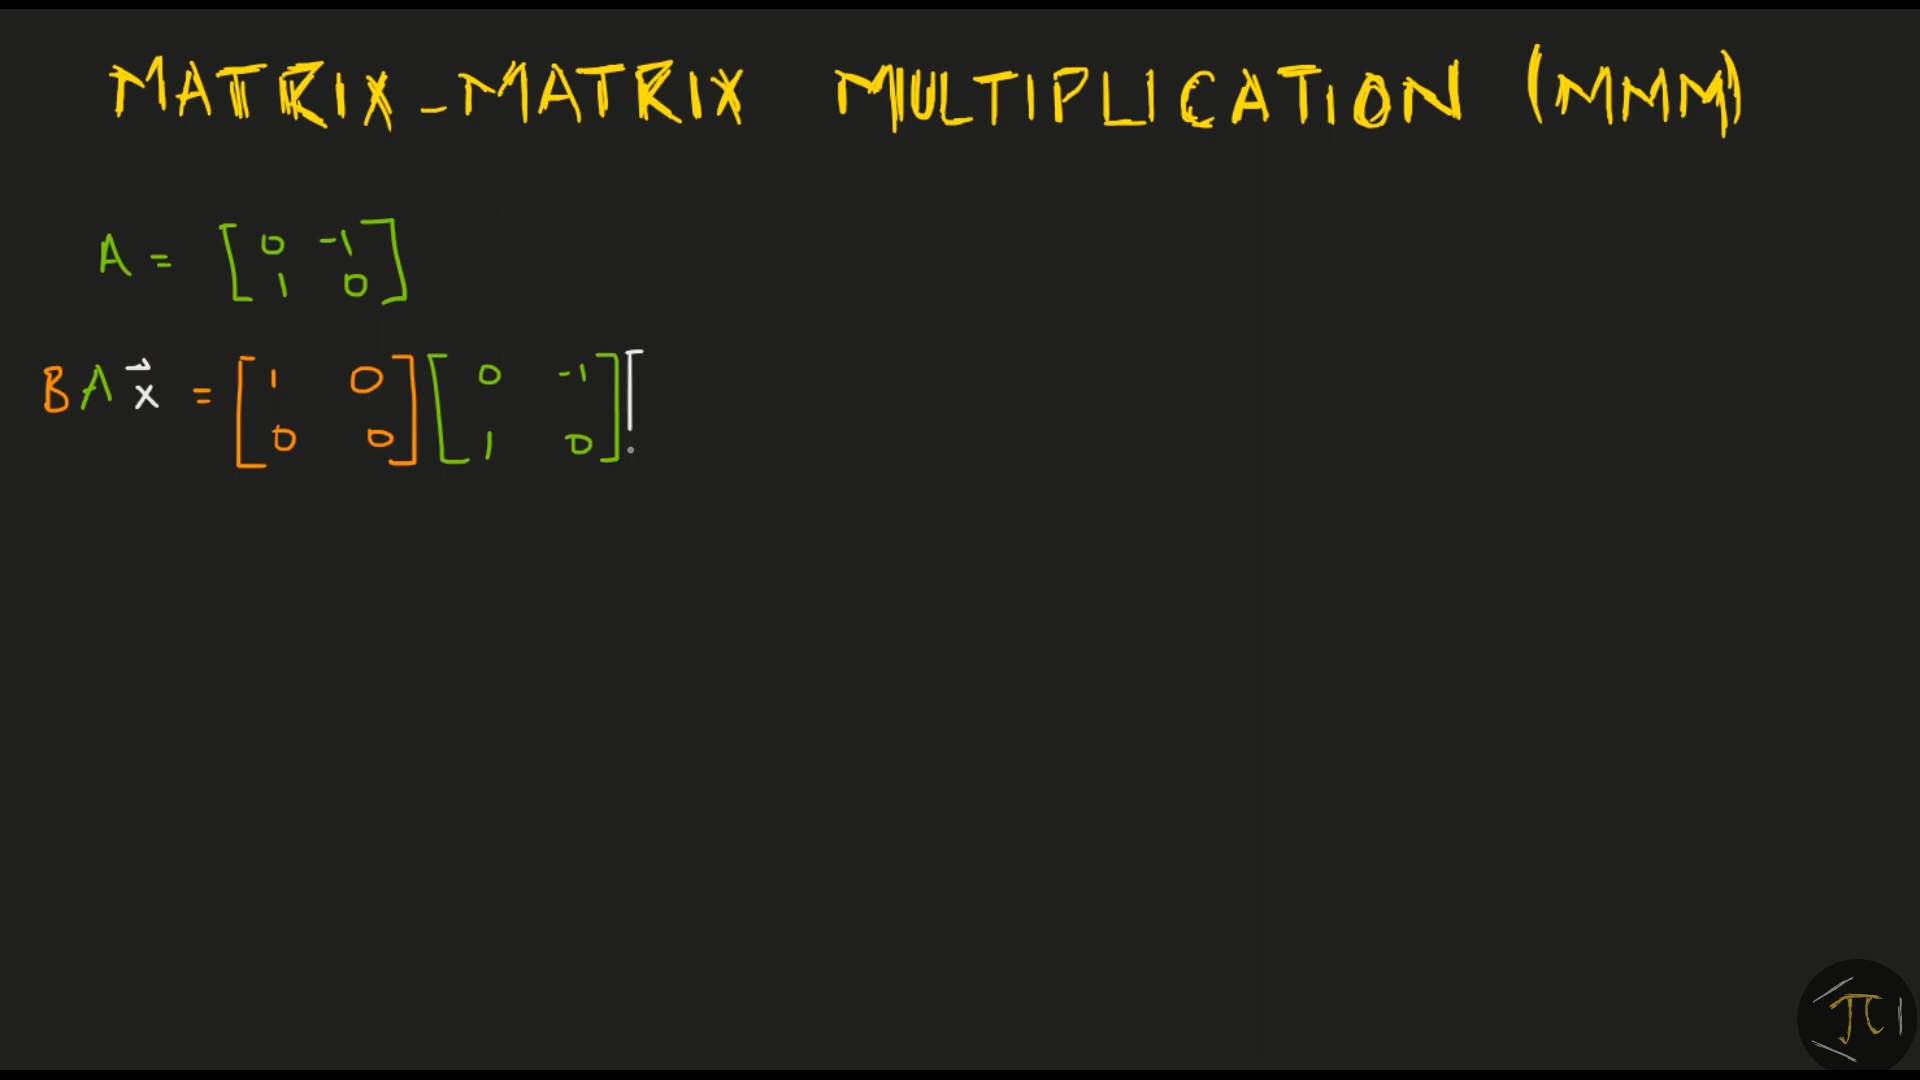 MATRIX-MATRIX MULTIPLICATION (MMM)
A = [0 -1
1 0]
BAx⃗ = [1 0 0 0] [0 -1 1 0] [
π